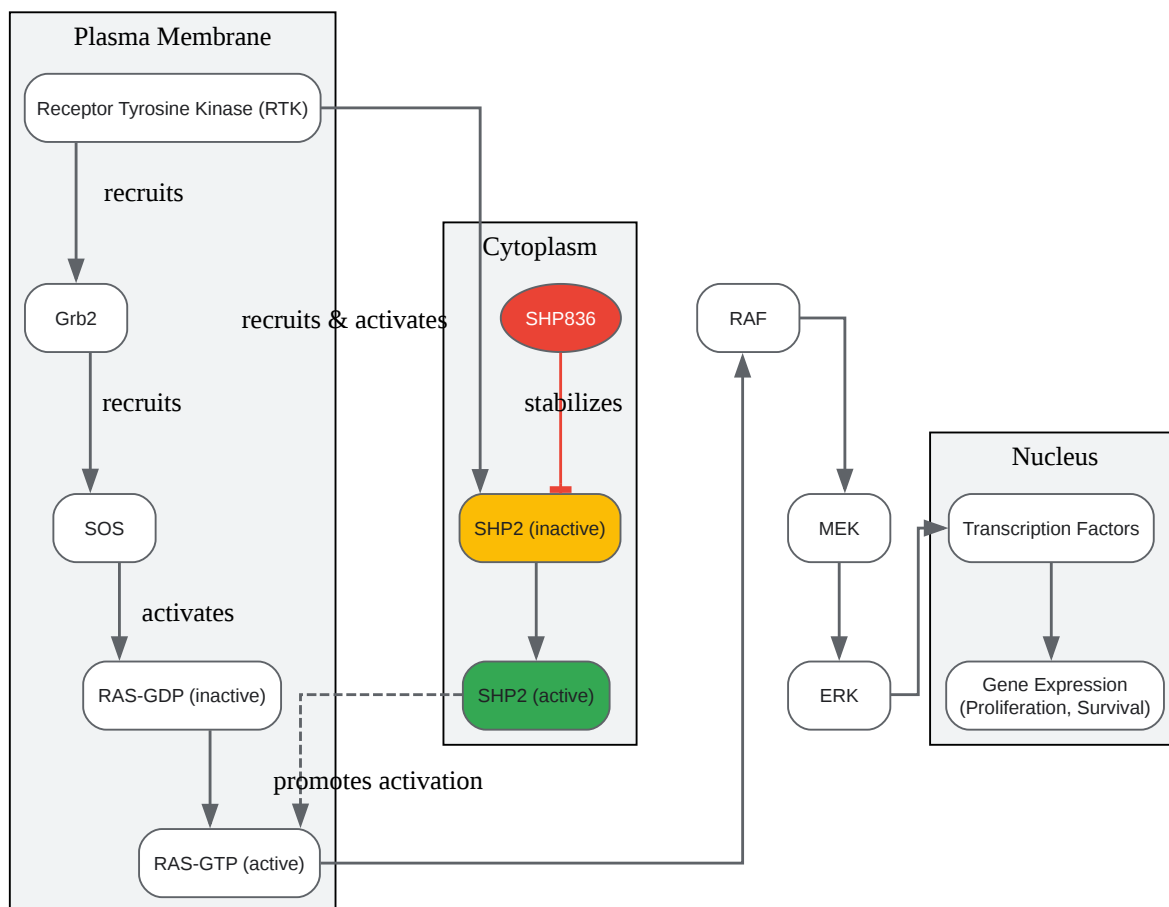 Plasma Membrane
Receptor Tyrosine Kinase (RTK)
recruits
Cytoplasm
Grb2
recruits & activates
SHP836
RAF
recruits
stabilizes
Nucleus
SOS
SHP2 (inactive)
MEK
Transcription Factors
activates
RAS-GDP (inactive)
SHP2 (active)
ERK
Gene Expression
(Proliferation, Survival)
promotes activation
RAS-GTP (active)